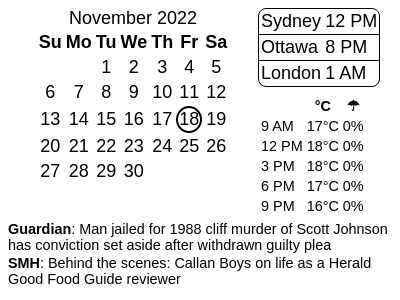 November 2022
Su Mo Tu We Th Fr Sa
1 2 3 4 5
6 7 8 9 10 11 12
13 14 15 16 17 18 19
20 21 22 23 24 25 26
27 28 29 30
Sydney 12 PM
Ottawa 8 PM
London 1 AM
°C ☂
9 AM 17°C 0%
12 PM 18°C 0%
3 PM 18°C 0%
6 PM 17°C 0%
9 PM 16°C 0%
Guardian: Man jailed for 1988 cliff murder of Scott Johnson
has conviction set aside after withdrawn guilty plea
SMH: Behind the scenes: Callan Boys on life as a Herald
Good Food Guide reviewer